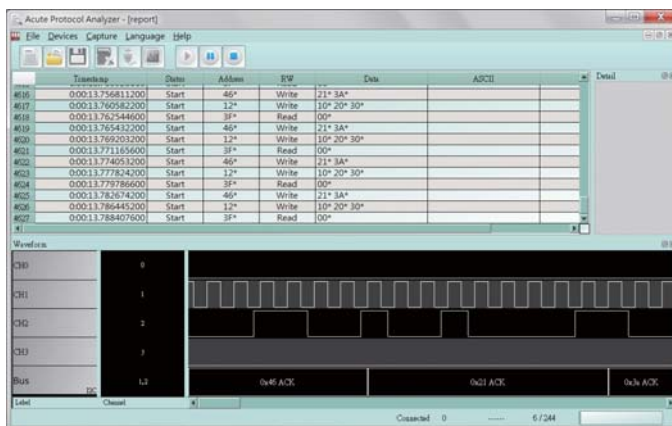 Acute Protocol Analyzer - [report]
File Devices Capture Language Help
Timestamp Status Address RW Data ASCII Detail
4616 0:00:13.756811200 Start 46* Write 21* 3A*
4617 0:00:13.760582200 Start 12* Write 10* 20* 30*
4618 0:00:13.762544600 Start 3F* Read 00*
4619 0:00:13.765432200 Start 46* Write 21* 3A*
4620 0:00:13.769203200 Start 12* Write 10* 20* 30*
4621 0:00:13.771165600 Start 3F* Read 00*
4622 0:00:13.774053200 Start 46* Write 21* 3A*
4623 0:00:13.777824200 Start 12* Write 10* 20* 30*
4624 0:00:13.779786600 Start 3F* Read 00*
4625 0:00:13.782674200 Start 46* Write 21* 3A*
4626 0:00:13.786445200 Start 12* Write 10* 20* 30*
4627 0:00:13.788407600 Start 3F* Read 00*
Waveform
CH0 0
CH1 1
CH2 2
CH3 3
Bus I2C 1,2 0x46 ACK 0x21 ACK 0x3a ACK
Label Channel
Connected 0 ----- 6 / 244